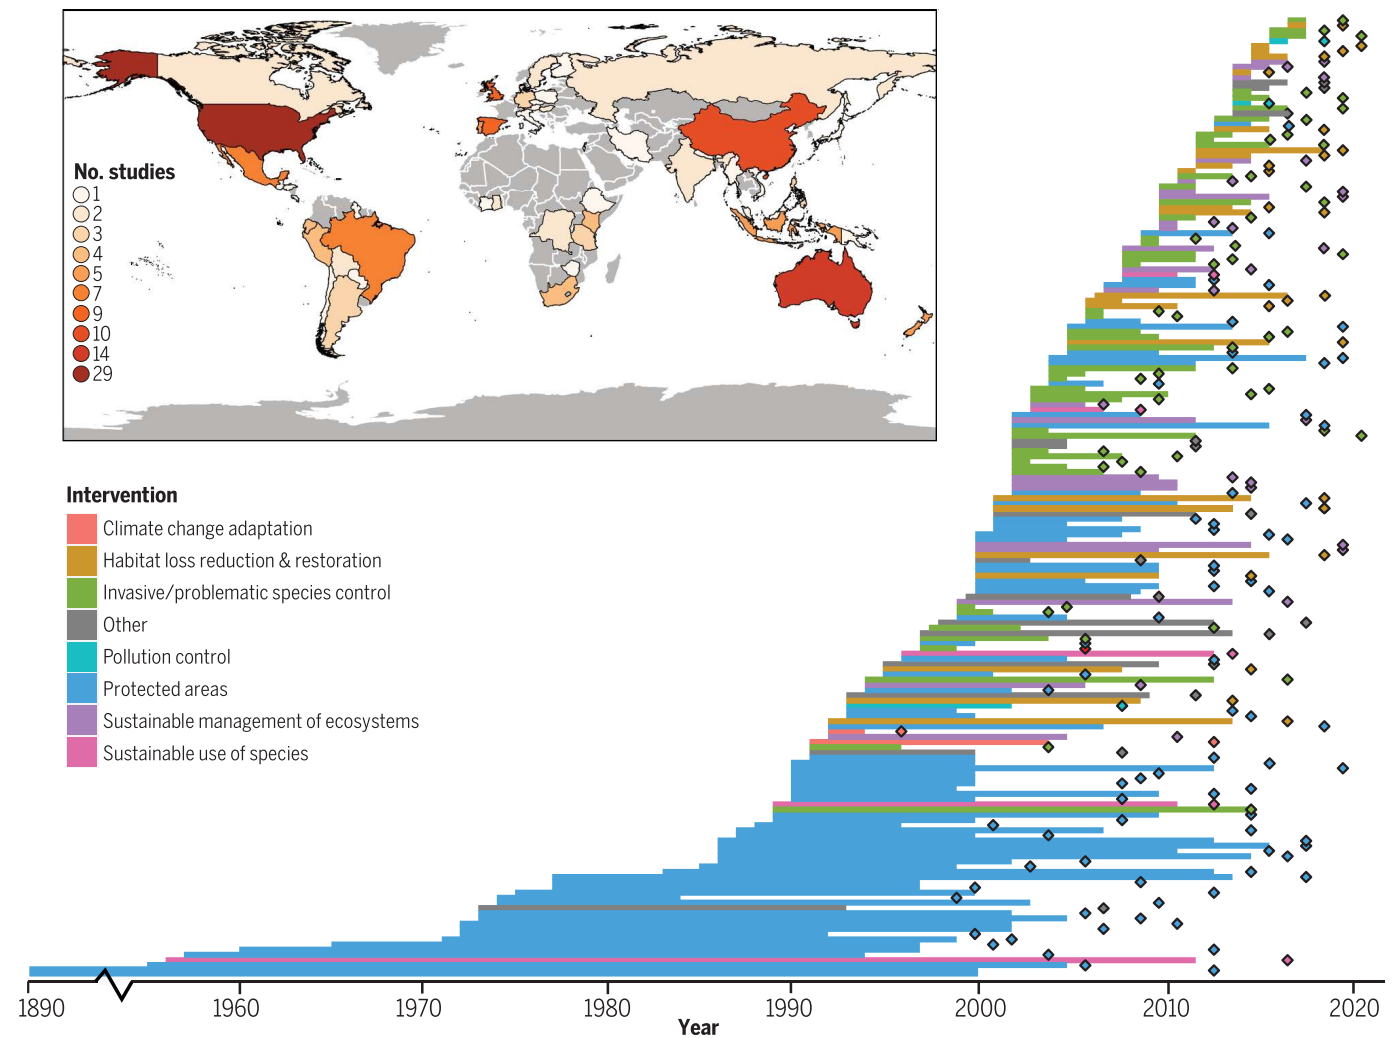 No. studies
1
2
3
4
5
7
9
10
14
29
Intervention
Climate change adaptation
Habitat loss reduction & restoration
Invasive/problematic species control
Other
Pollution control
Protected areas
Sustainable management of ecosystems
Sustainable use of species
1890 1960 1970 1980 1990 2000 2010 2020
Year